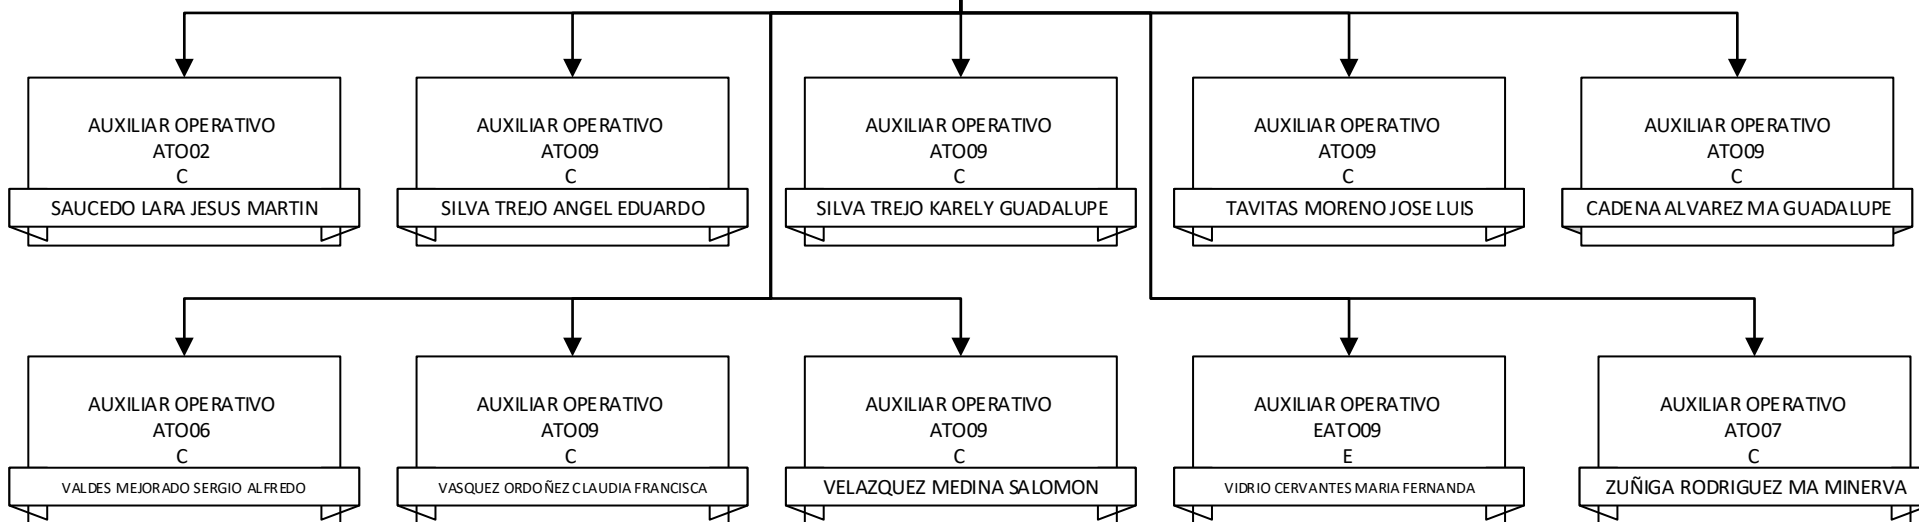 AUXILIAR OPERATIVO
ATO02
C
SAUCEDO LARA JESUS MARTIN
AUXILIAR OPERATIVO
ATO09
C
SILVA TREJO ANGEL EDUARDO
AUXILIAR OPERATIVO
ATO09
C
SILVA TREJO KARELY GUADALUPE
AUXILIAR OPERATIVO
ATO09
C
TAVITAS MORENO JOSE LUIS
AUXILIAR OPERATIVO
ATO09
C
CADENA ALVAREZ MA GUADALUPE
AUXILIAR OPERATIVO
ATO06
C
VALDES MEJORADO SERGIO ALFREDO
AUXILIAR OPERATIVO
ATO09
C
VASQUEZ ORDOÑEZ CLAUDIA FRANCISCA
AUXILIAR OPERATIVO
ATO09
C
VELAZQUEZ MEDINA SALOMON
AUXILIAR OPERATIVO
EATO09
E
VIDRIO CERVANTES MARIA FERNANDA
AUXILIAR OPERATIVO
ATO07
C
ZUÑIGA RODRIGUEZ MA MINERVA